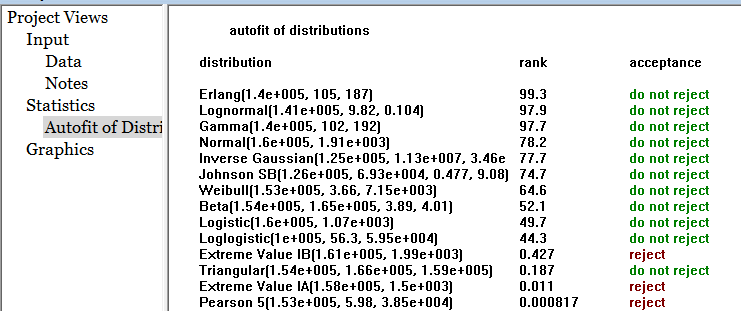 Project Views
Input
Data
Notes
Statistics
Autofit of Distri
Graphics
autofit of distributions
distribution rank acceptance
Erlang(1.4e+005, 105, 187) 99.3 do not reject
Lognormal(1.41e+005, 9.82, 0.104) 97.9 do not reject
Gamma(1.4e+005, 102, 192) 97.7 do not reject
Normal(1.6e+005, 1.91e+003) 78.2 do not reject
Inverse Gaussian(1.25e+005, 1.13e+007, 3.46e 77.7 do not reject
Johnson SB(1.26e+005, 6.93e+004, 0.477, 9.08) 74.7 do not reject
Weibull(1.53e+005, 3.66, 7.15e+003) 64.6 do not reject
Beta(1.54e+005, 1.65e+005, 3.89, 4.01) 52.1 do not reject
Logistic(1.6e+005, 1.07e+003) 49.7 do not reject
Loglogistic(1e+005, 56.3, 5.95e+004) 44.3 do not reject
Extreme Value IB(1.61e+005, 1.99e+003) 0.427 reject
Triangular(1.54e+005, 1.66e+005, 1.59e+005) 0.187 do not reject
Extreme Value IA(1.58e+005, 1.5e+003) 0.011 reject
Pearson 5(1.53e+005, 5.98, 3.85e+004) 0.000817 reject